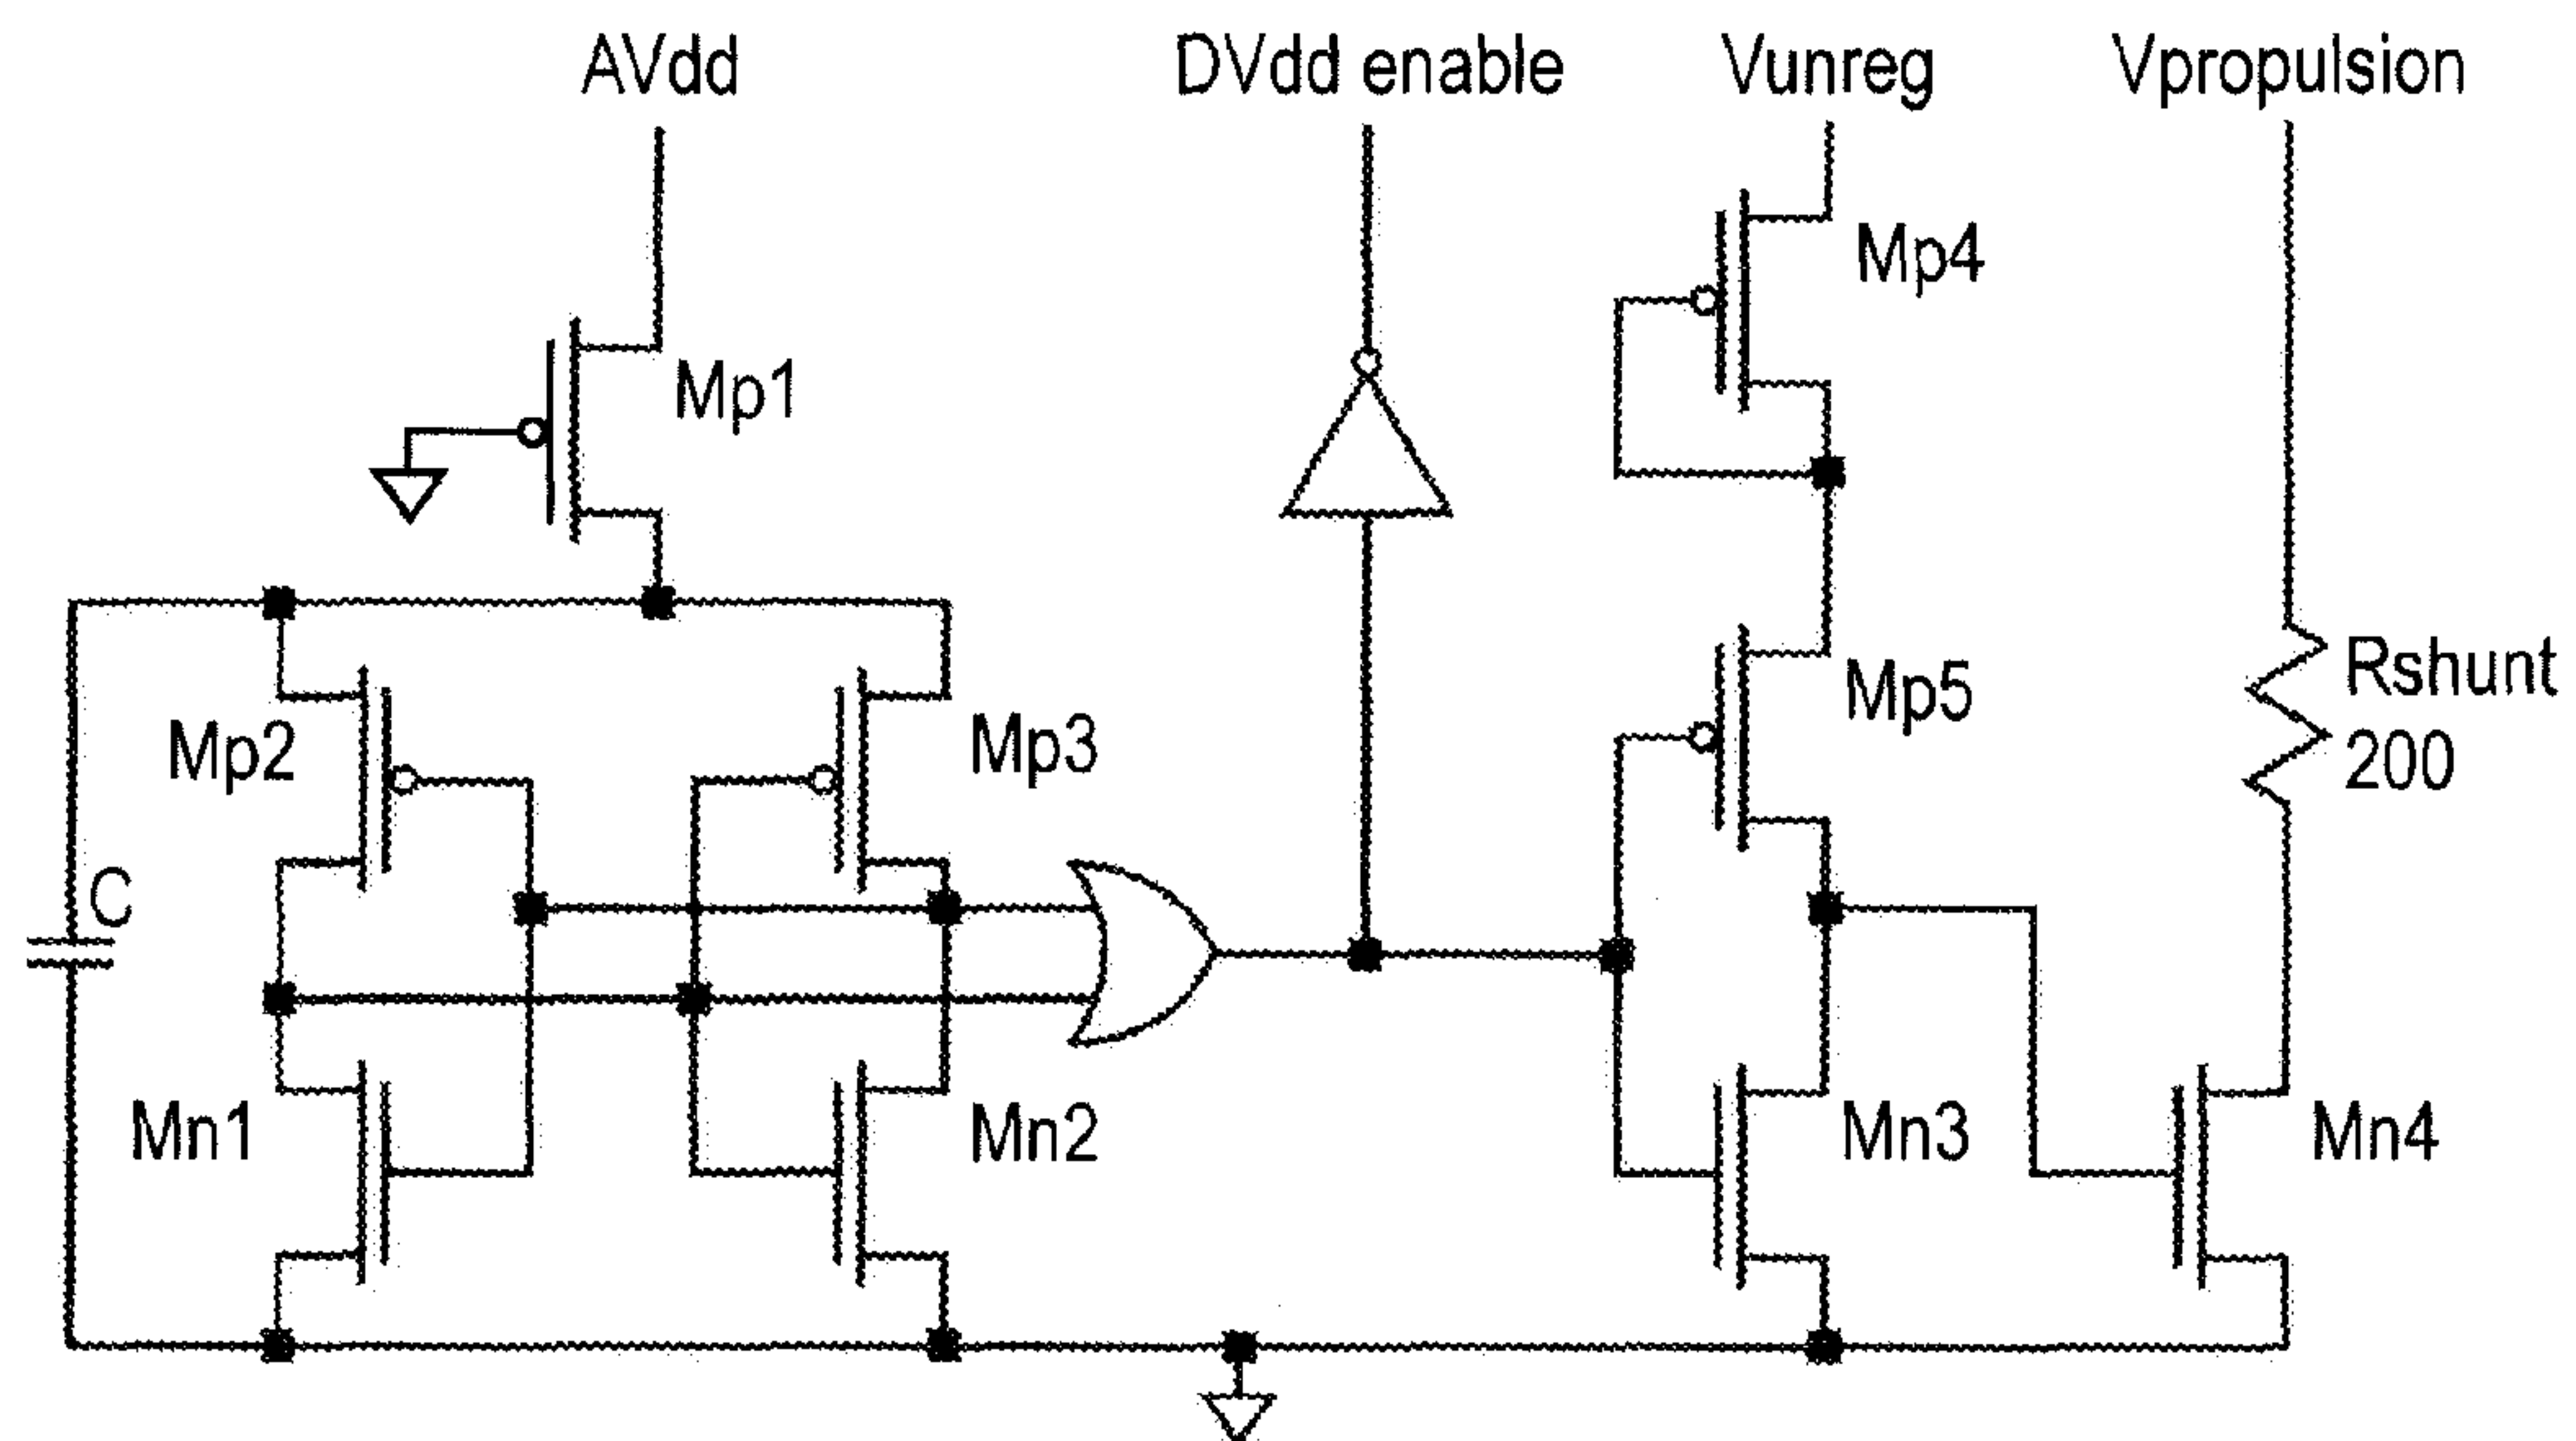 AVdd
DVdd enable
Vunreg
Vpropulsion
Mp4
Mp1
Rshunt
200
Mp5
Mp2
Mp3
C
Mn1
Mn2
Mn3
Mn4